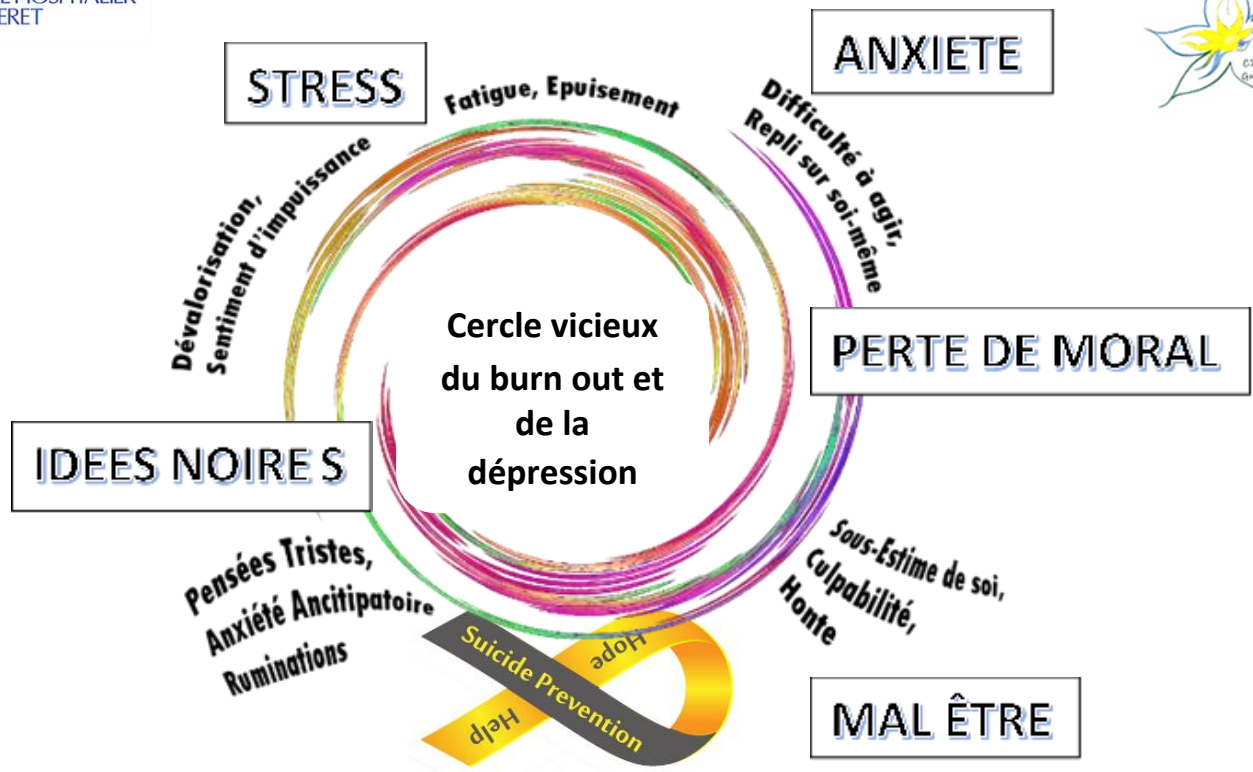 ERET
STRESS
ANXIETE
Fatigue, Epuisement
Difficulté à agir,
Repli sur soi-même
Dévalorisation,
Sentiment d'impuissance
Cercle vicieux
du burn out et
de la
dépression
PERTE DE MORAL
IDEES NOIRE S
Pensées Tristes,
Anxiété Ancitipatoire
Ruminations
Sous-Estime de soi,
Culpabilité,
Honte
Suicide Prevention
Hope
Help
MAL ÊTRE